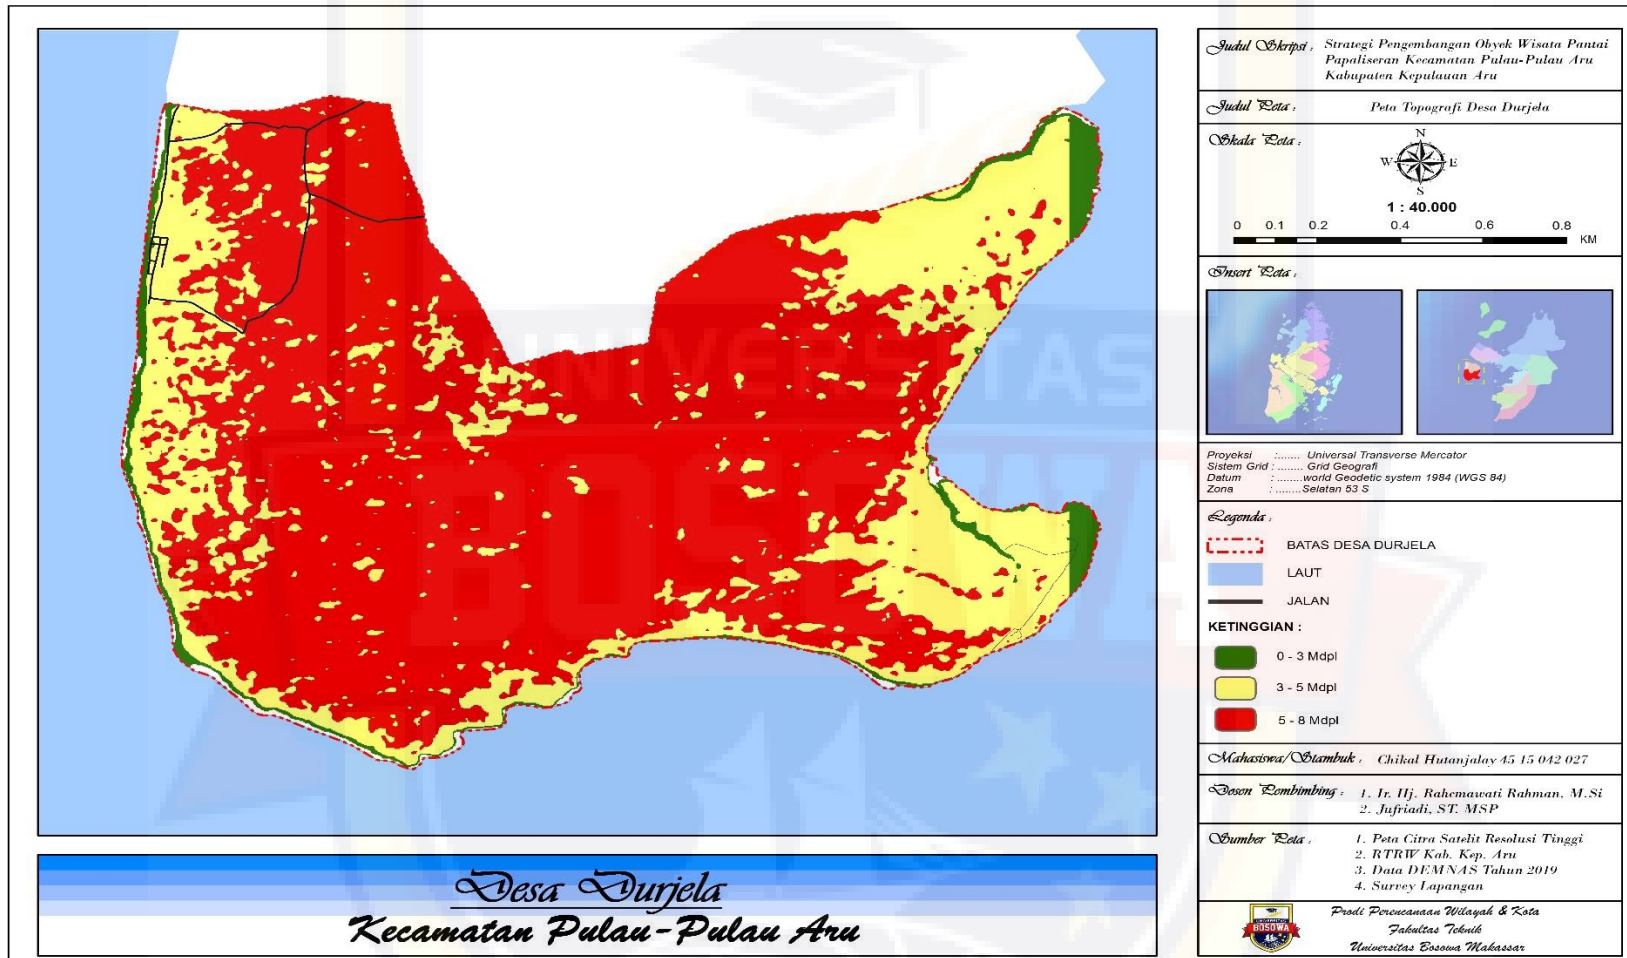 UNIVERSITAS
BOSOWA
Judul Skripsi : Strategi Pengembangan Obyek Wisata Pantai
Papaliseran Kecamatan Pulau-Pulau Aru
Kabupaten Kepulauan Aru
Judul Peta : Peta Topografi Desa Durjela
Skala Peta :
N
W E
S
1 : 40.000
0 0.1 0.2 0.4 0.6 0.8
KM
Insert Peta :
Proyeksi :....... Universal Transverse Mercator
Sistem Grid : ........ Grid Geografi
Datum : ........world Geodetic system 1984 (WGS 84)
Zona : ........Selatan 53 S
Legenda :
BATAS DESA DURJELA
LAUT
JALAN
KETINGGIAN :
0 - 3 Mdpl
3 - 5 Mdpl
5 - 8 Mdpl
Mahasiswa/Stambuk : Chikal Hutanjalay 45 15 042 027
Dosen Pembimbing : 1. Ir. Hj. Rahcmawati Rahman, M.Si
2. Jufriadi, ST. MSP
Sumber Peta : 1. Peta Citra Satelit Resolusi Tinggi
2. RTRW Kab. Kep. Aru
3. Data DEMNAS Tahun 2019
4. Survey Lapangan
BOSOWA
Prodi Perencanaan Wilayah & Kota
Fakultas Teknik
Universitas Bosowa Makassar
Desa Durjela
Kecamatan Pulau-Pulau Aru